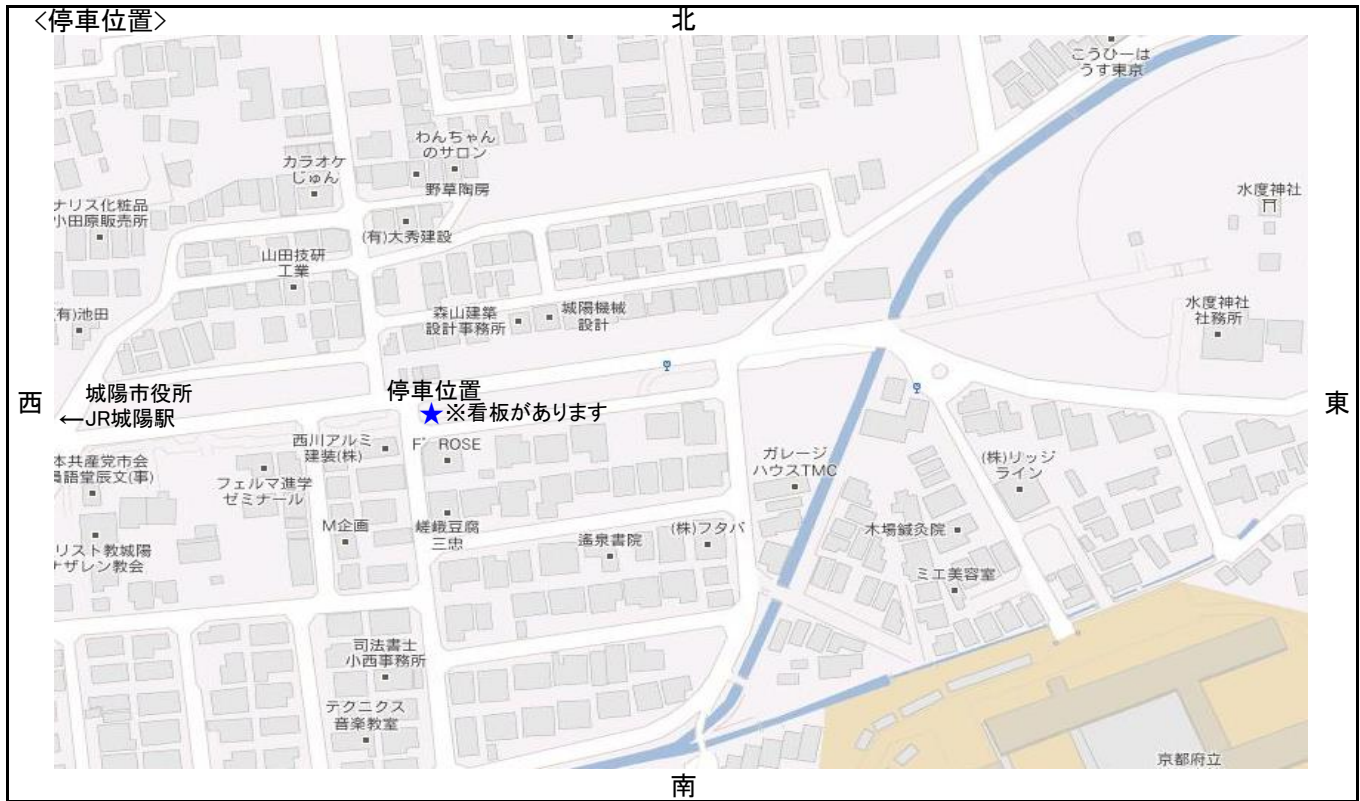 <停車位置>
北
こうひーは
うす東京
わんちゃん
のサロン
カラオケ
じゅん
野草陶房
ナリス化粧品
小田原販売所
水度神社
(有)大秀建設
山田技研
工業
(有)池田
森山建築
設計事務所
城陽機械
設計
水度神社
社務所
西
城陽市役所
←JR城陽駅
停車位置
★※看板があります
東
西川アルミ
建装(株)
F゛ROSE
本共産党市会
員語堂辰文(事)
フェルマ進学
ゼミナール
ガレージ
ハウスTMC
(株)リッジ
ライン
M企画
嵯峨豆腐
三忠
遙泉書院
(株)フタバ
木場鍼灸院
リスト教城陽
ナザレン教会
ミエ美容室
司法書士
小西事務所
テクニクス
音楽教室
京都府立
南